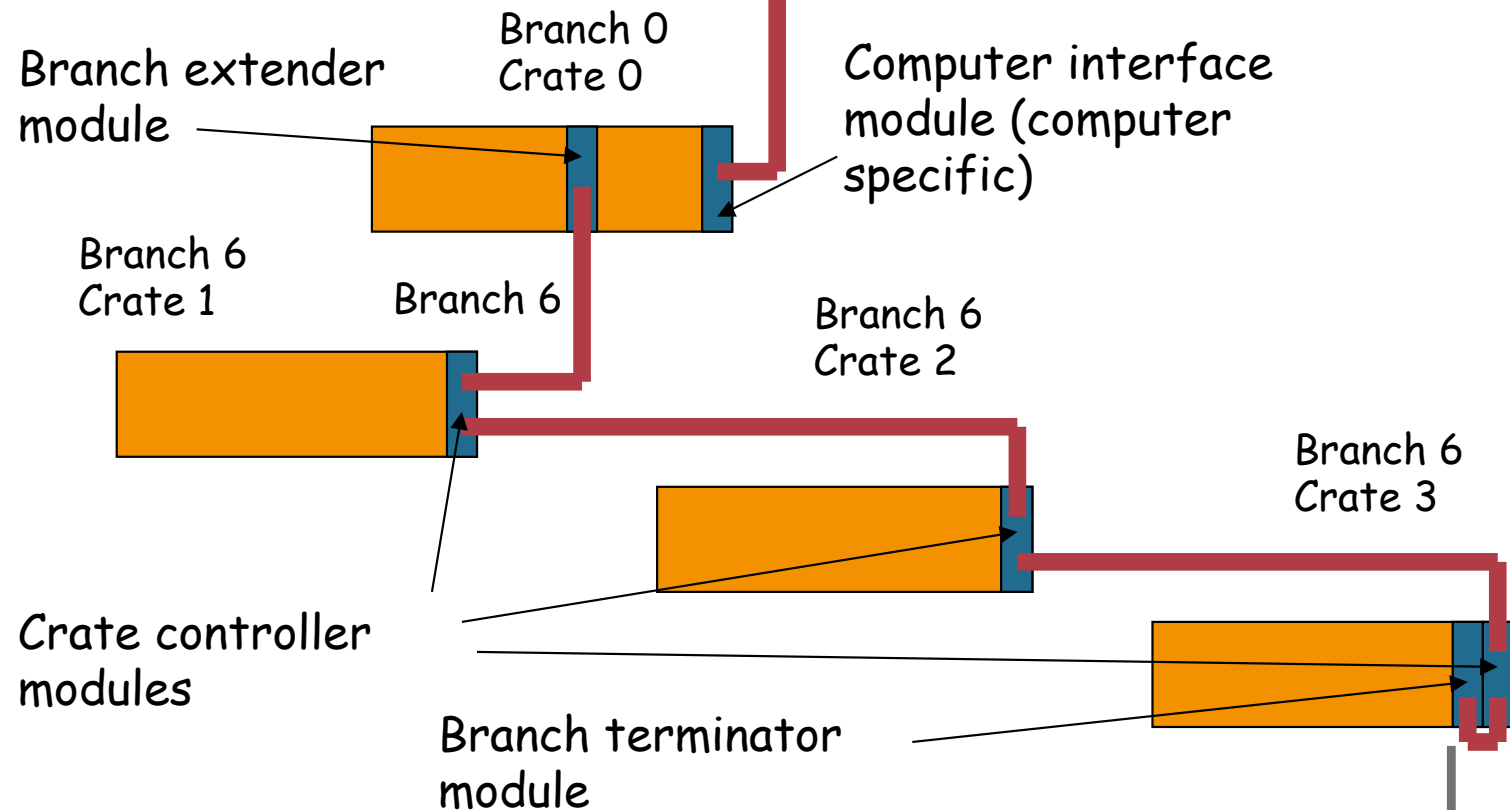 Branch 0
Crate 0
Branch extender
module
Computer interface
module (computer
specific)
Branch 6
Crate 1
Branch 6
Branch 6
Crate 2
Branch 6
Crate 3
Crate controller
modules
Branch terminator
module